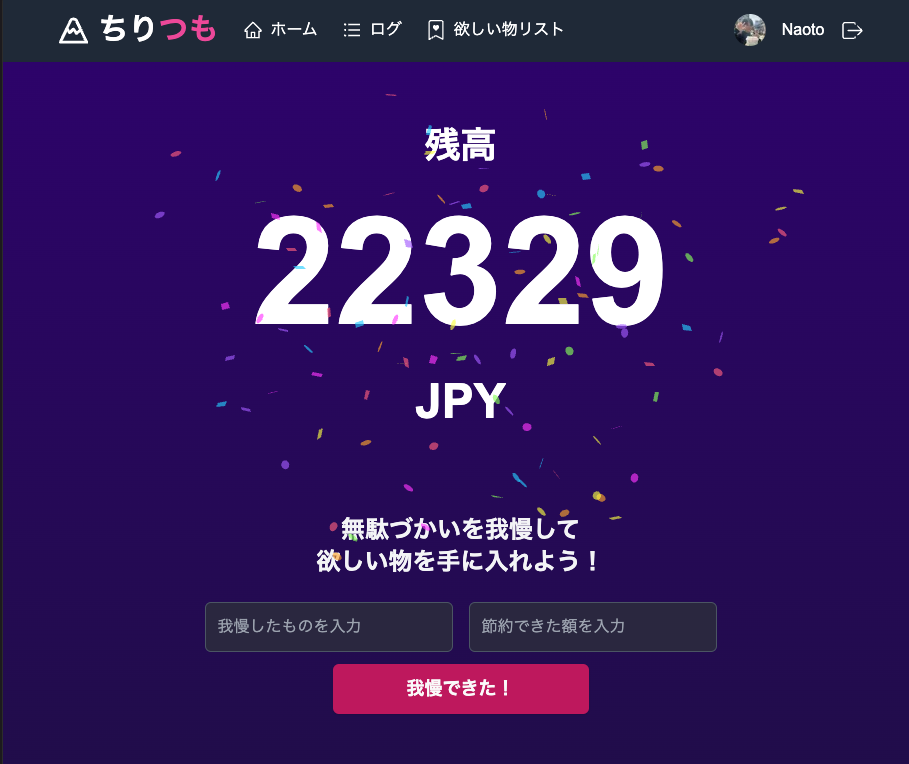 ちりつも ホーム ログ 欲しい物リスト Naoto
残高
22329
JPY
無駄づかいを我慢して
欲しい物を手に入れよう！
我慢したものを入力 節約できた額を入力
我慢できた！